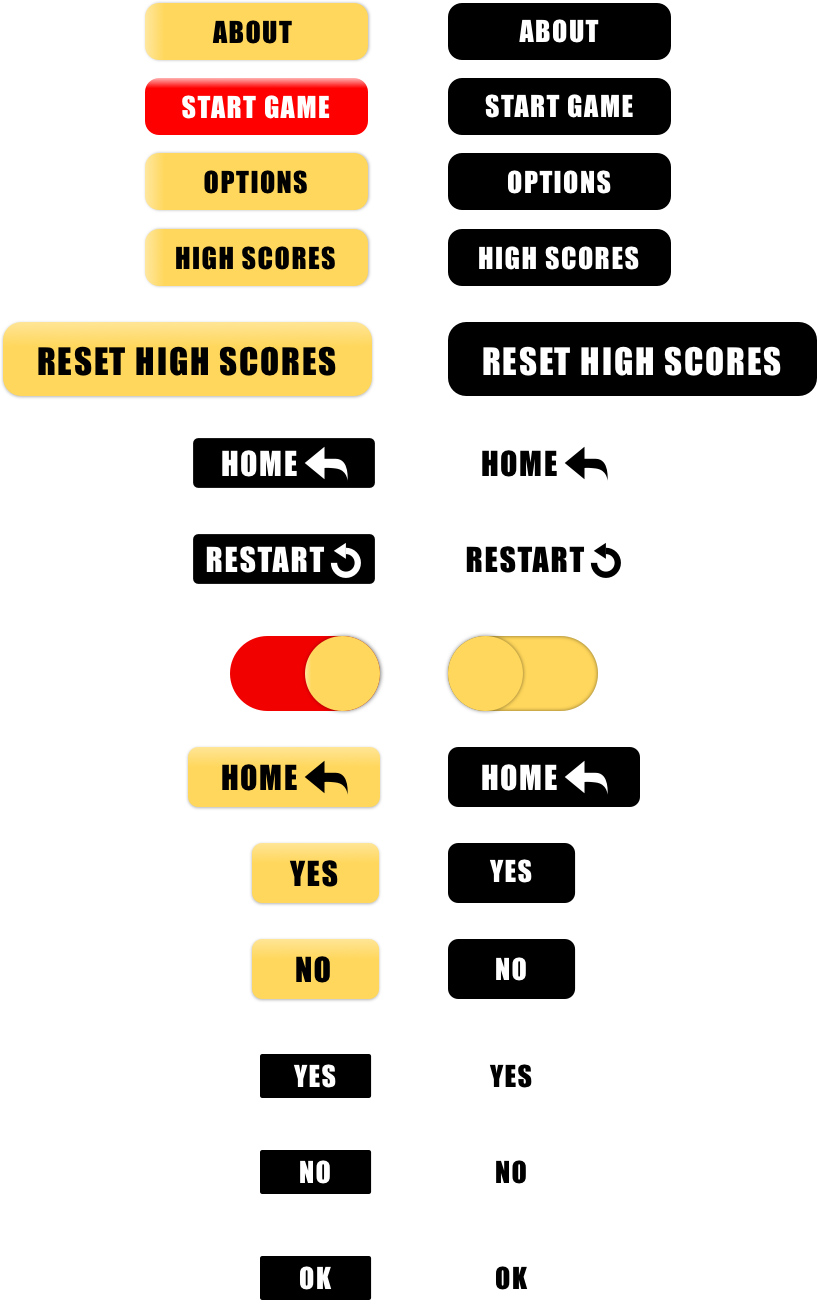 ABOUT
ABOUT
START GAME
START GAME
OPTIONS
OPTIONS
HIGH SCORES
HIGH SCORES
RESET HIGH SCORES
RESET HIGH SCORES
HOME
HOME
RESTART
RESTART
HOME
HOME
YES
YES
NO
NO
YES
YES
NO
NO
OK
OK